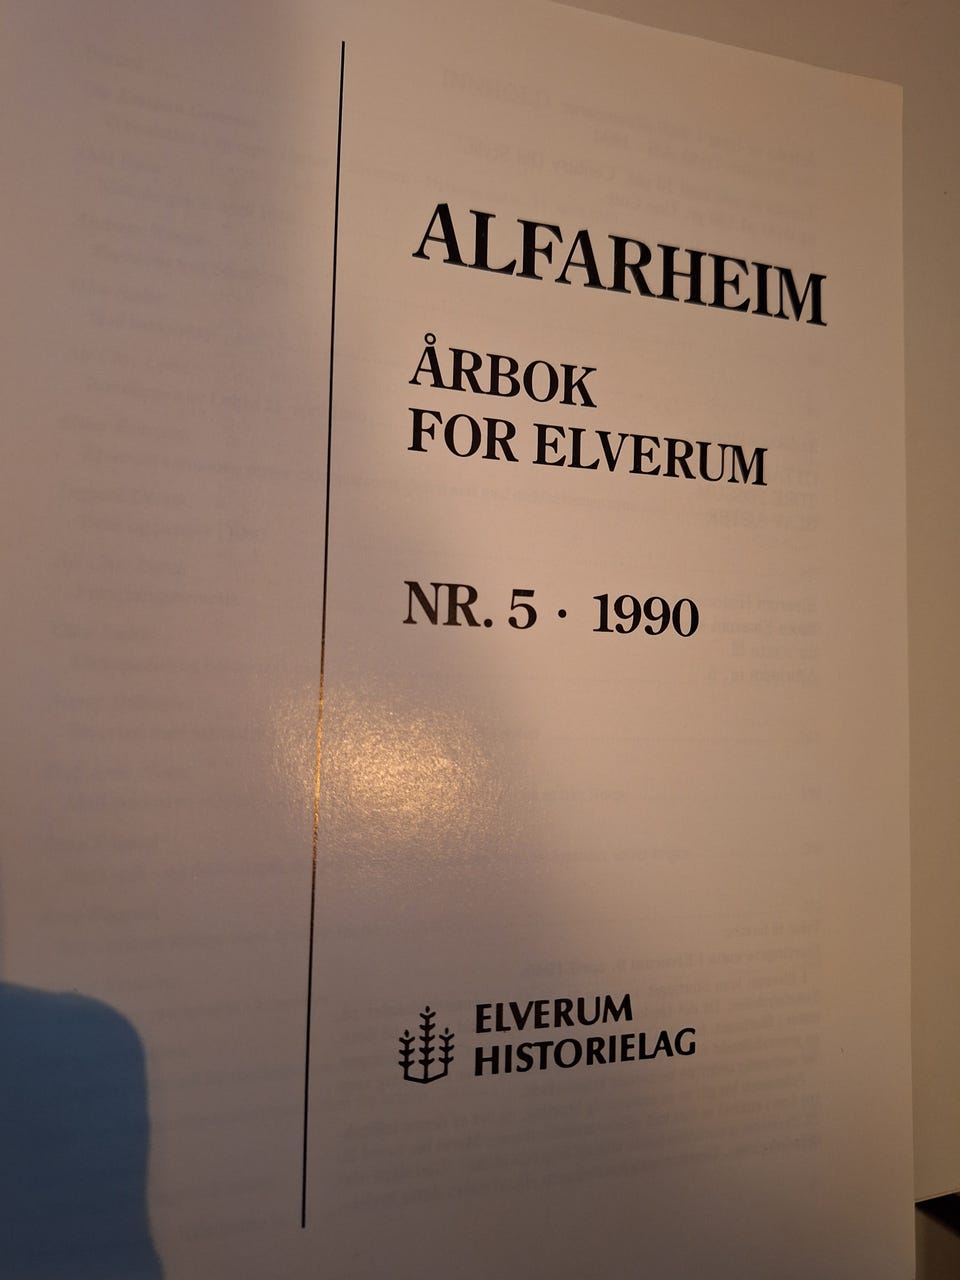 ALFARHEIM
ÅRBOK
FOR ELVERUM
NR. 5 · 1990
ELVERUM
HISTORIELAG